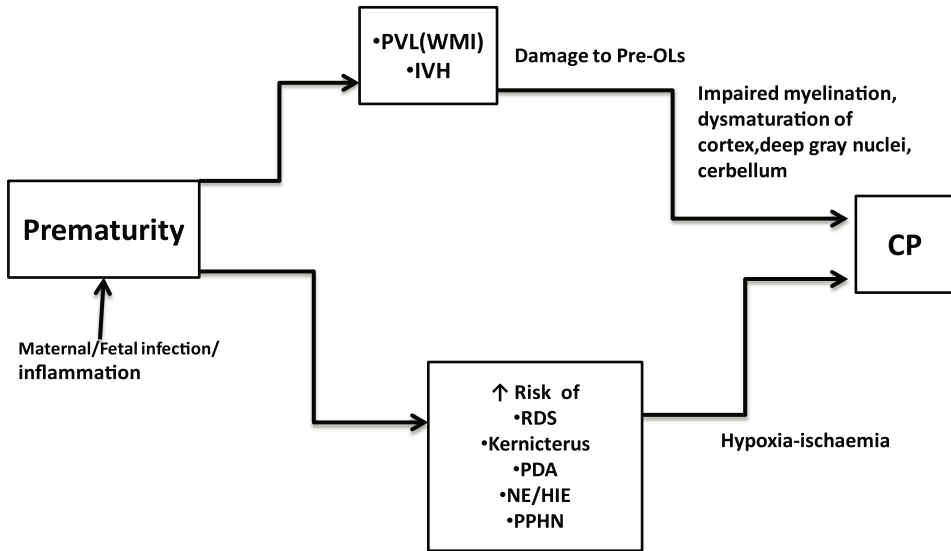 •PVL(WMI)
•IVH
Damage to Pre-OLs
Impaired myelination,
dysmaturation of
cortex,deep gray nuclei,
cerbellum
Prematurity
CP
Maternal/Fetal infection/
inflammation
↑ Risk of
•RDS
•Kernicterus
•PDA
•NE/HIE
•PPHN
Hypoxia-ischaemia